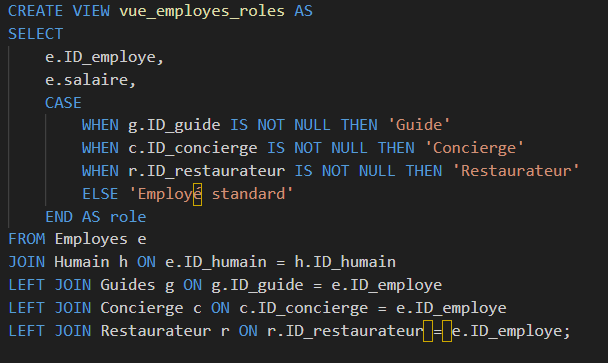 CREATE VIEW vue_employes_roles AS
SELECT
    e.ID_employe,
    e.salaire,
    CASE
        WHEN g.ID_guide IS NOT NULL THEN 'Guide'
        WHEN c.ID_concierge IS NOT NULL THEN 'Concierge'
        WHEN r.ID_restaurateur IS NOT NULL THEN 'Restaurateur'
        ELSE 'Employé standard'
    END AS role
FROM Employes e
JOIN Humain h ON e.ID_humain = h.ID_humain
LEFT JOIN Guides g ON g.ID_guide = e.ID_employe
LEFT JOIN Concierge c ON c.ID_concierge = e.ID_employe
LEFT JOIN Restaurateur r ON r.ID_restaurateur = e.ID_employe;